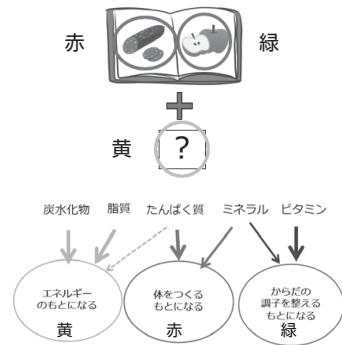 赤 緑
黄 ?
炭水化物 脂質 たんぱく質 ミネラル ビタミン
エネルギー
のもとになる
黄
体をつくる
もとになる
赤
からだの
調子を整える
もとになる
緑